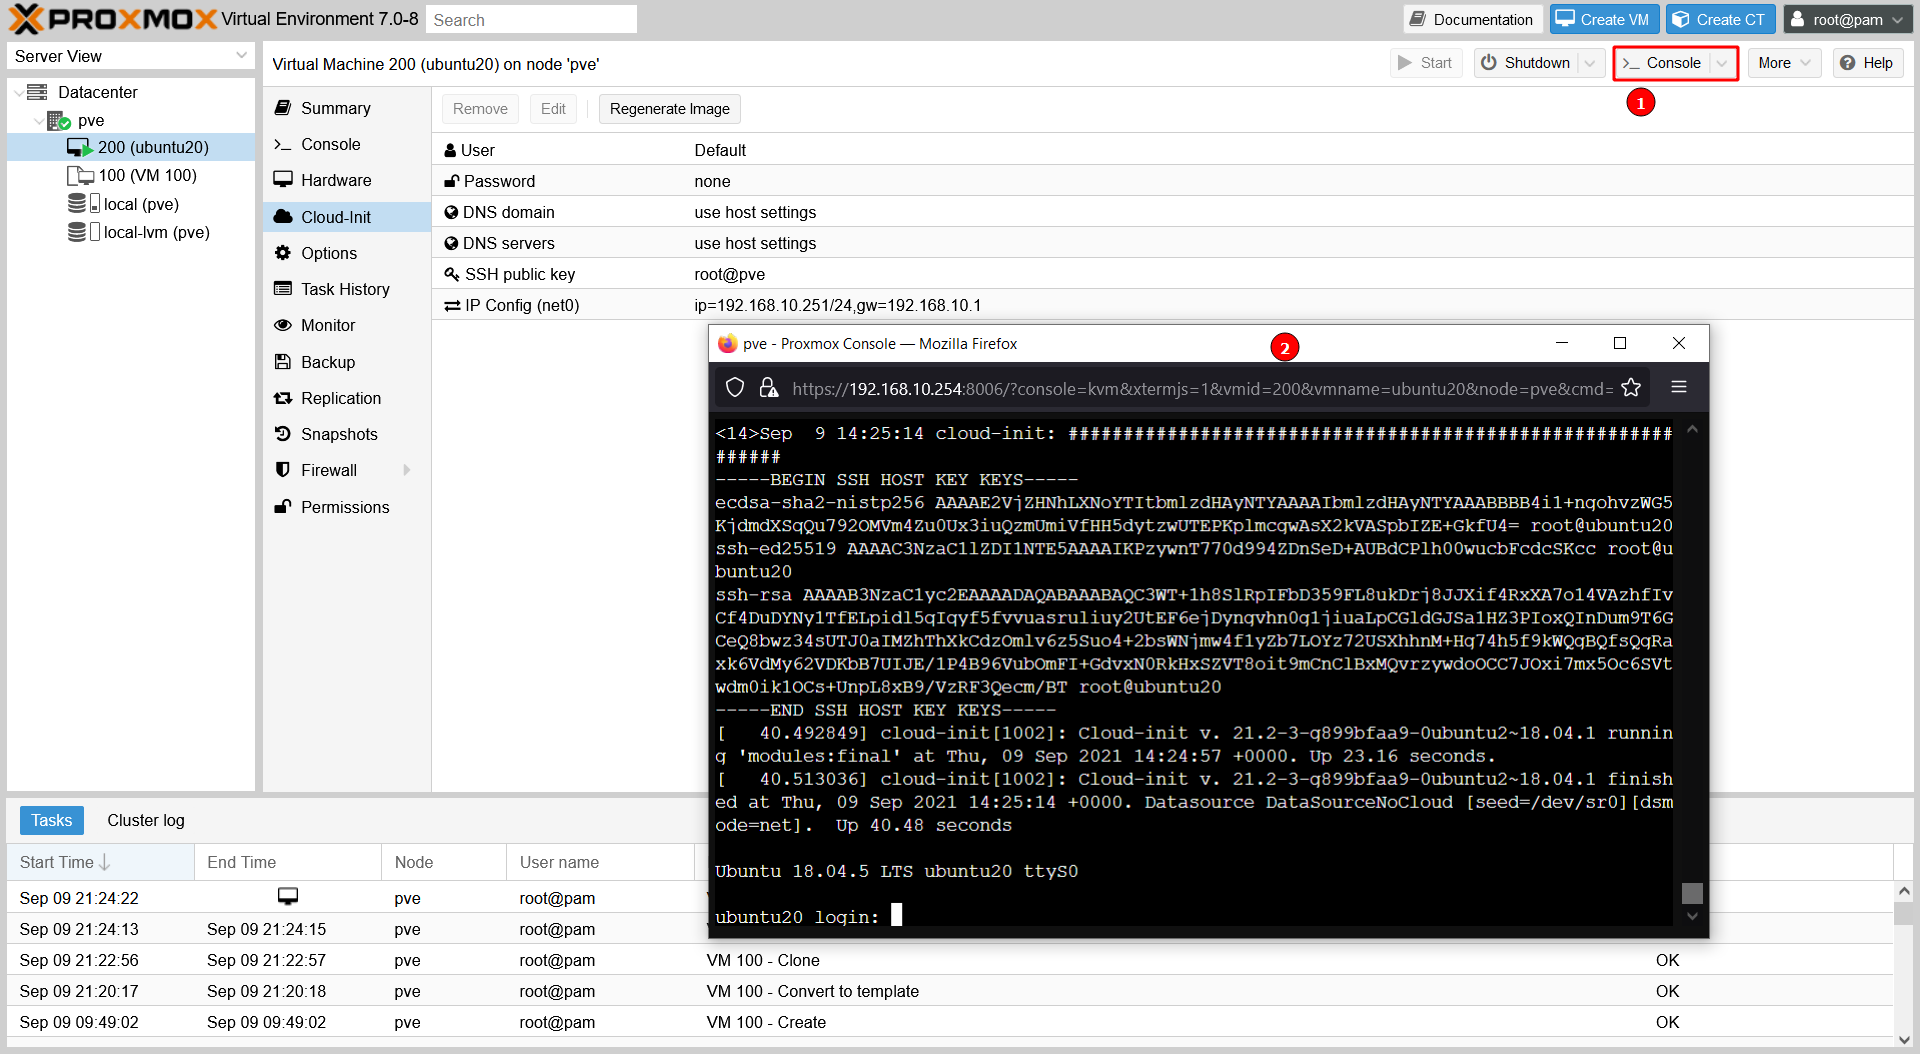 PROXMOX Virtual Environment 7.0-8 Search Documentation Create VM Create CT root@pam
Server View
Virtual Machine 200 (ubuntu20) on node 'pve' Start Shutdown Console More Help
1
Datacenter
pve
200 (ubuntu20)
100 (VM 100)
local (pve)
local-lvm (pve)
Summary
Console
Hardware
Cloud-Init
Options
Task History
Monitor
Backup
Replication
Snapshots
Firewall
Permissions
Remove Edit Regenerate Image
User Default
Password none
DNS domain use host settings
DNS servers use host settings
SSH public key root@pve
IP Config (net0) ip=192.168.10.251/24,gw=192.168.10.1
pve - Proxmox Console — Mozilla Firefox 2
https://192.168.10.254:8006/?console=kvm&xtermjs=1&vmid=200&vmname=ubuntu20&node=pve&cmd=
<14>Sep  9 14:25:14 cloud-init: #######################################################
######
-----BEGIN SSH HOST KEY KEYS-----
ecdsa-sha2-nistp256 AAAAE2VjZHNhLXNoYTItbmlzdHAyNTYAAAAIbmlzdHAyNTYAAABBBB4i1+ngohvzWG5
KjdmdXSqQu792OMVm4Zu0Ux3iuQzmUmiVfHH5dytzwUTEPKplmcgwAsX2kVASpbIZE+GkfU4= root@ubuntu20
ssh-ed25519 AAAAC3NzaC1lZDI1NTE5AAAAIKPzywnT770d994ZDnSeD+AUBdCPlh00wucbFcdcSKcc root@u
buntu20
ssh-rsa AAAAB3NzaC1yc2EAAAADAQABAAABAQC3WT+1h8SlRpIFbD359FL8ukDrj8JJXif4RxXA7ol4VAzhfIv
Cf4DuDYNy1TfELpidl5qIqyf5fvvuasruliuy2UtEF6ejDyngvhn0q1jiuaLpCGldGJSa1HZ3PIoxQInDum9T6G
CeQ8bwz34sUTJ0aIMZhThXkCdzOmlv6z5Suo4+2bsWNjmw4f1yZb7LOYz72USXhhnM+Hq74h5f9kWQgBQfsQgRa
xk6VdMy62VDKbB7UIJE/1P4B96VubOmFI+GdvxN0RkHxSZVT8oit9mCnClBxMQvrzywdoOCC7JOxi7mx5Oc6SVt
wdm0ik1OCs+UnpL8xB9/VzRF3Qecm/BT root@ubuntu20
-----END SSH HOST KEY KEYS-----
[   40.492849] cloud-init[1002]: Cloud-init v. 21.2-3-g899bfaa9-0ubuntu2~18.04.1 runnin
g 'modules:final' at Thu, 09 Sep 2021 14:24:57 +0000. Up 23.16 seconds.
[   40.513036] cloud-init[1002]: Cloud-init v. 21.2-3-g899bfaa9-0ubuntu2~18.04.1 finish
ed at Thu, 09 Sep 2021 14:25:14 +0000. Datasource DataSourceNoCloud [seed=/dev/sr0][dsm
ode=net].  Up 40.48 seconds
Ubuntu 18.04.5 LTS ubuntu20 ttyS0
ubuntu20 login:
Tasks Cluster log
Start Time End Time Node User name
Sep 09 21:24:22 pve root@pam
Sep 09 21:24:13 Sep 09 21:24:15 pve root@pam
Sep 09 21:22:56 Sep 09 21:22:57 pve root@pam VM 100 - Clone OK
Sep 09 21:20:17 Sep 09 21:20:18 pve root@pam VM 100 - Convert to template OK
Sep 09 09:49:02 Sep 09 09:49:02 pve root@pam VM 100 - Create OK